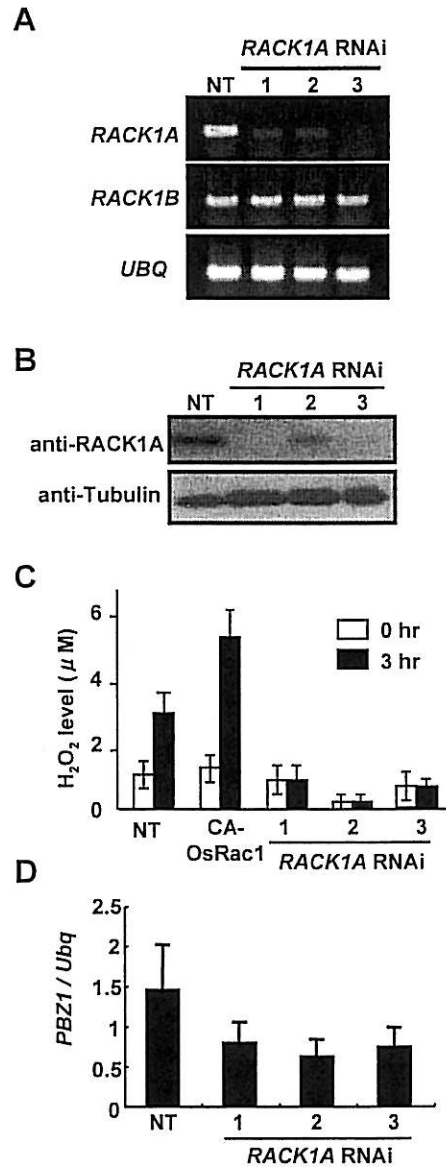 A
RACK1A RNAi
NT 1 2 3
RACK1A
RACK1B
UBQ
B
RACK1A RNAi
NT 1 2 3
anti-RACK1A
anti-Tubulin
C
H₂O₂ level (μM)
6
4
2
0
0 hr
3 hr
NT CA-OsRac1 1 2 3
RACK1A RNAi
D
PBZ1 / Ubq
2.5
2
1.5
1
0.5
0
NT 1 2 3
RACK1A RNAi